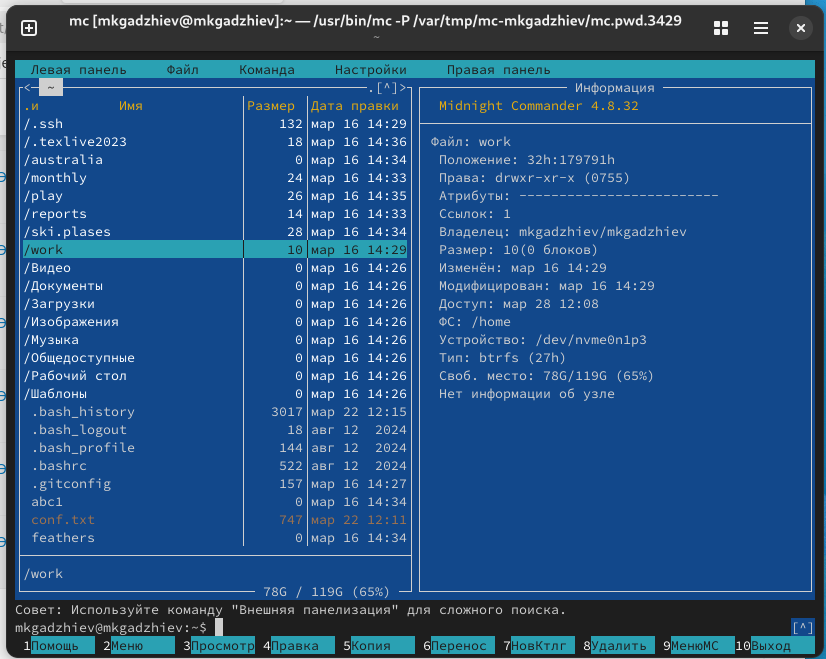 mc [mkgadzhiev@mkgadzhiev]:~ — /usr/bin/mc -P /var/tmp/mc-mkgadzhiev/mc.pwd.3429
~
Левая панель Файл Команда Настройки Правая панель
<─ ~ ─.[^]>
.и Имя Размер Дата правки
/.ssh 132 мар 16 14:29
/.texlive2023 18 мар 16 14:36
/australia 0 мар 16 14:34
/monthly 24 мар 16 14:33
/play 26 мар 16 14:35
/reports 14 мар 16 14:33
/ski.plases 28 мар 16 14:34
/work 10 мар 16 14:29
/Видео 0 мар 16 14:26
/Документы 0 мар 16 14:26
/Загрузки 0 мар 16 14:26
/Изображения 0 мар 16 14:26
/Музыка 0 мар 16 14:26
/Общедоступные 0 мар 16 14:26
/Рабочий стол 0 мар 16 14:26
/Шаблоны 0 мар 16 14:26
.bash_history 3017 мар 22 12:15
.bash_logout 18 авг 12 2024
.bash_profile 144 авг 12 2024
.bashrc 522 авг 12 2024
.gitconfig 157 мар 16 14:27
abc1 0 мар 16 14:34
conf.txt 747 мар 22 12:11
feathers 0 мар 16 14:34
/work
78G / 119G (65%)
Информация
Midnight Commander 4.8.32
Файл: work
Положение: 32h:179791h
Права: drwxr-xr-x (0755)
Атрибуты: -------------------------
Ссылок: 1
Владелец: mkgadzhiev/mkgadzhiev
Размер: 10(0 блоков)
Изменён: мар 16 14:29
Модифицирован: мар 16 14:29
Доступ: мар 28 12:08
ФС: /home
Устройство: /dev/nvme0n1p3
Тип: btrfs (27h)
Своб. место: 78G/119G (65%)
Нет информации об узле
Совет: Используйте команду "Внешняя панелизация" для сложного поиска.
mkgadzhiev@mkgadzhiev:~$ [^]
1Помощь 2Меню 3Просмотр 4Правка 5Копия 6Перенос 7НовКтлг 8Удалить 9МенюMC 10Выход